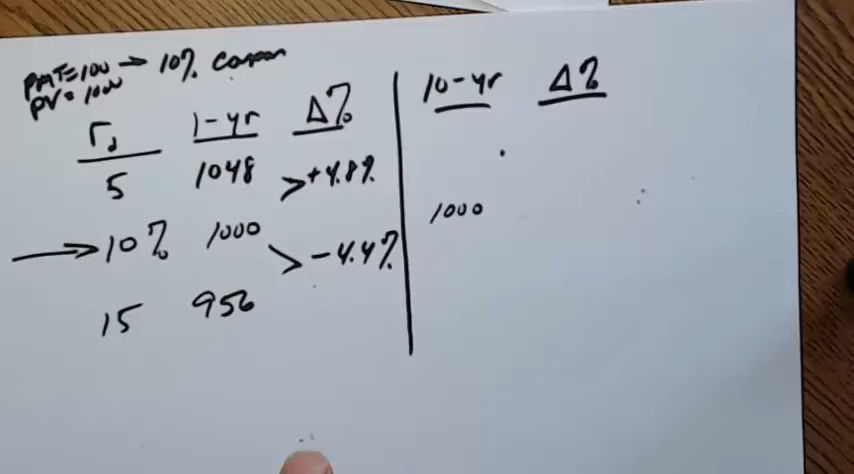 PMT=100 → 10% coupon
PV = 1000
rd 1-yr Δ% 10-yr Δ%
5 1048 > +4.8%
→ 10% 1000 1000
> -4.4%
15 956